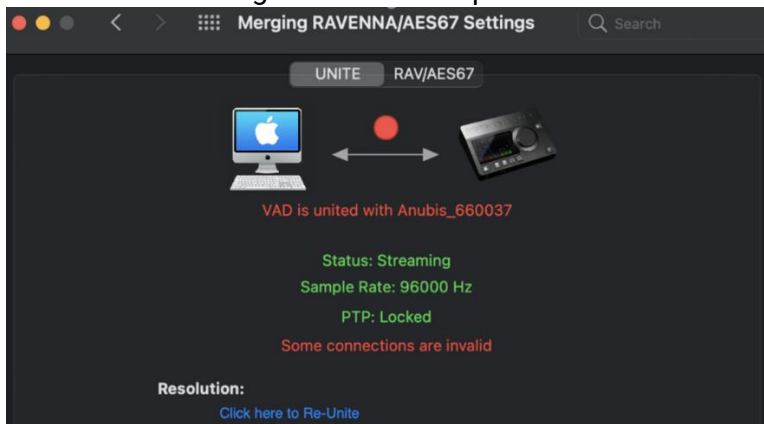 Merging RAVENNA/AES67 Settings
Search
UNITE RAV/AES67
VAD is united with Anubis_660037
Status: Streaming
Sample Rate: 96000 Hz
PTP: Locked
Some connections are invalid
Resolution:
Click here to Re-Unite